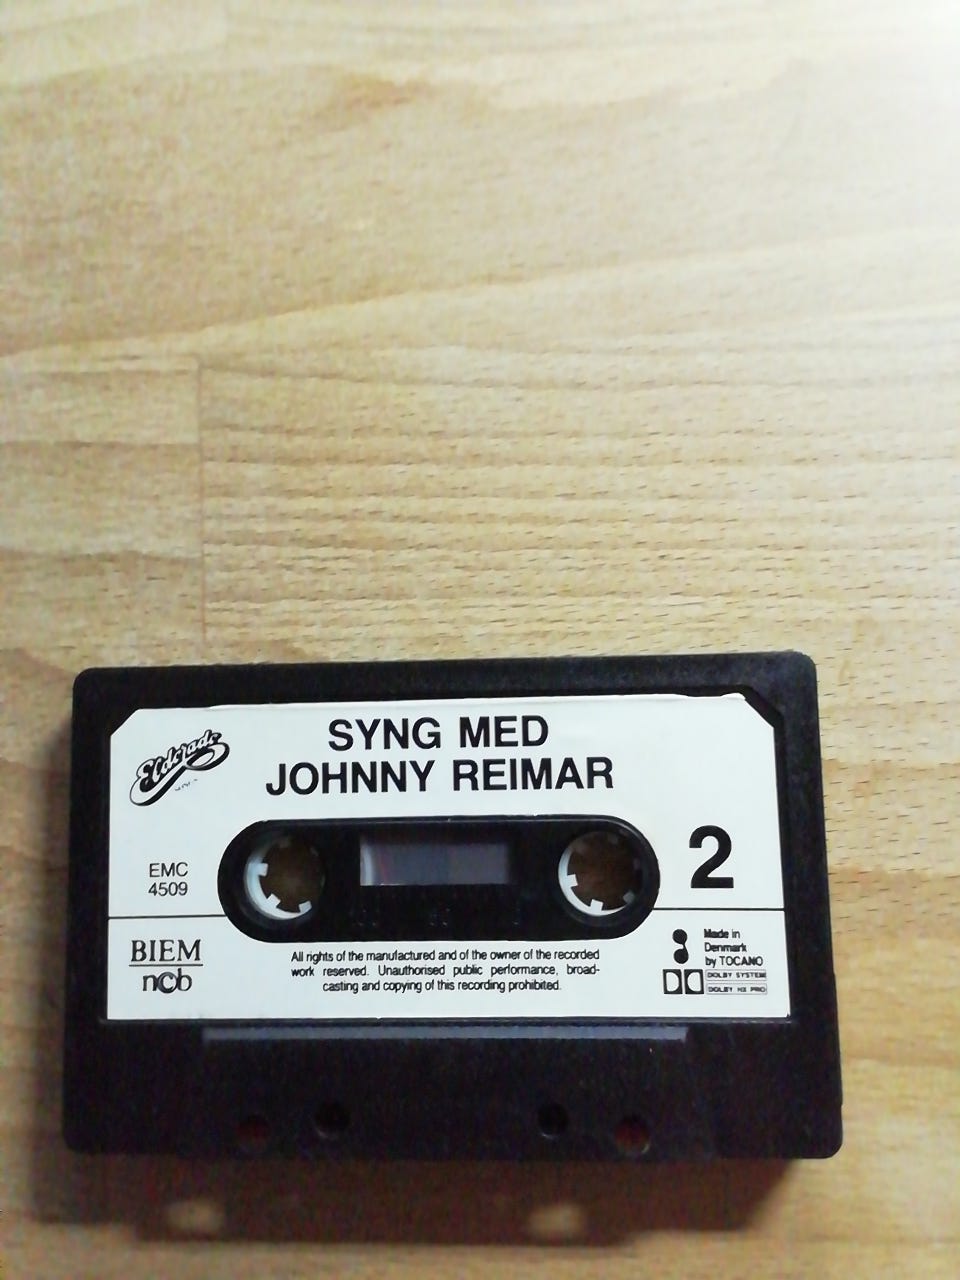 SYNG MED
JOHNNY REIMAR
Eldorado
EMC
4509
2
BIEM
ncb
All rights of the manufactured and of the owner of the recorded
work reserved. Unauthorised public performance, broad-
casting and copying of this recording prohibited.
Made in
Denmark
by TOCANO
DOLBY SYSTEM
DOLBY HX PRO